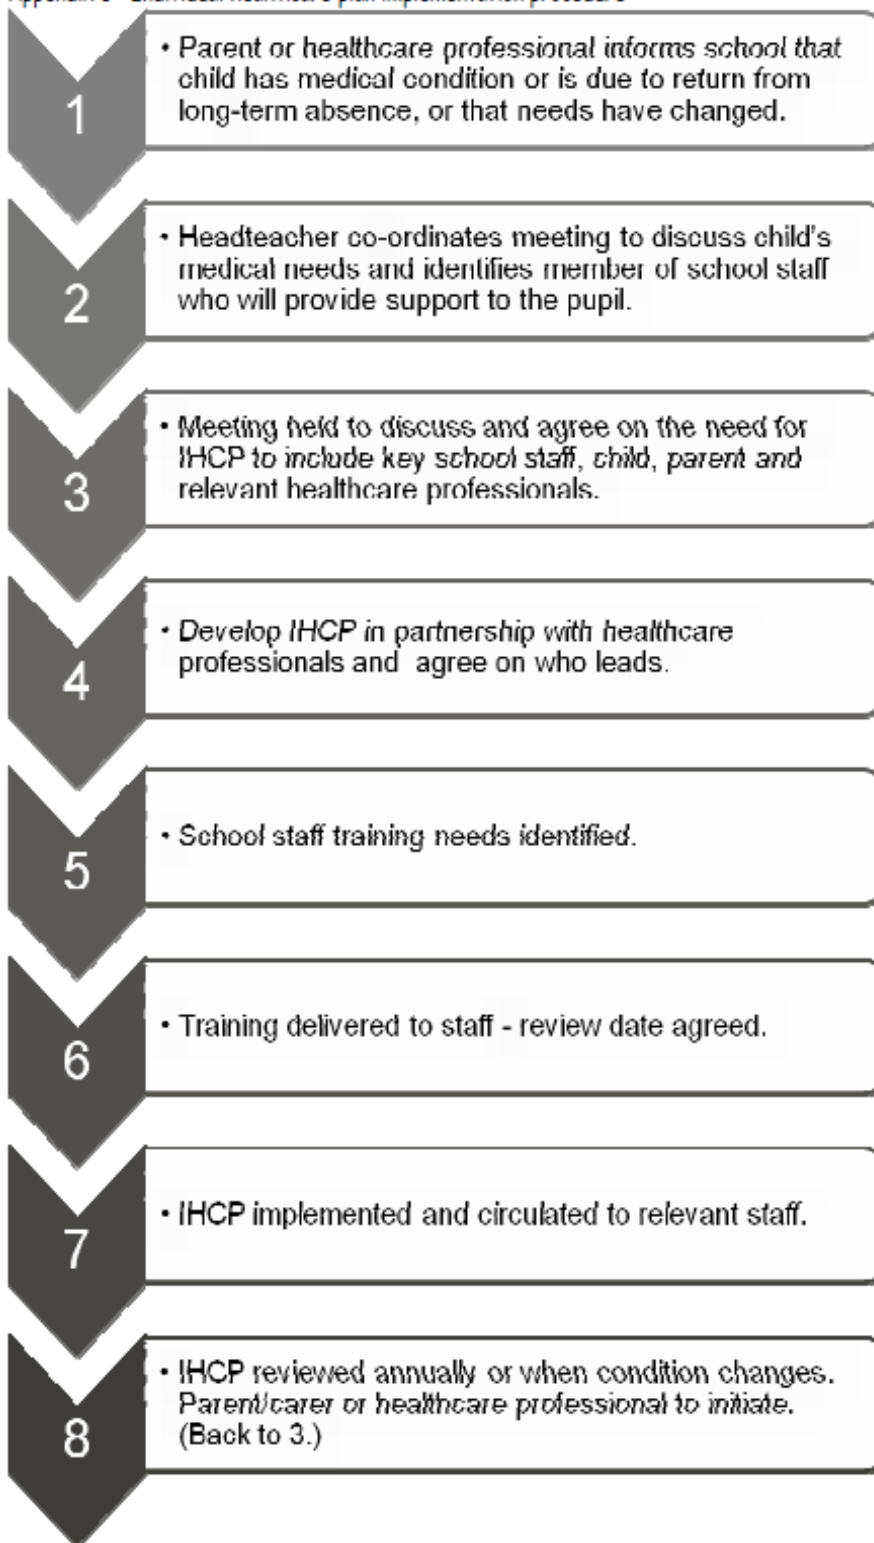 1
• Parent or healthcare professional informs school that
child has medical condition or is due to return from
long-term absence, or that needs have changed.
2
• Headteacher co-ordinates meeting to discuss child's
medical needs and identifies member of school staff
who will provide support to the pupil.
3
• Meeting held to discuss and agree on the need for
IHCP to include key school staff, child, parent and
relevant healthcare professionals.
4
• Develop IHCP in partnership with healthcare
professionals and agree on who leads.
5
• School staff training needs identified.
6
• Training delivered to staff - review date agreed.
7
• IHCP implemented and circulated to relevant staff.
8
• IHCP reviewed annually or when condition changes.
Parent/carer or healthcare professional to initiate.
(Back to 3.)